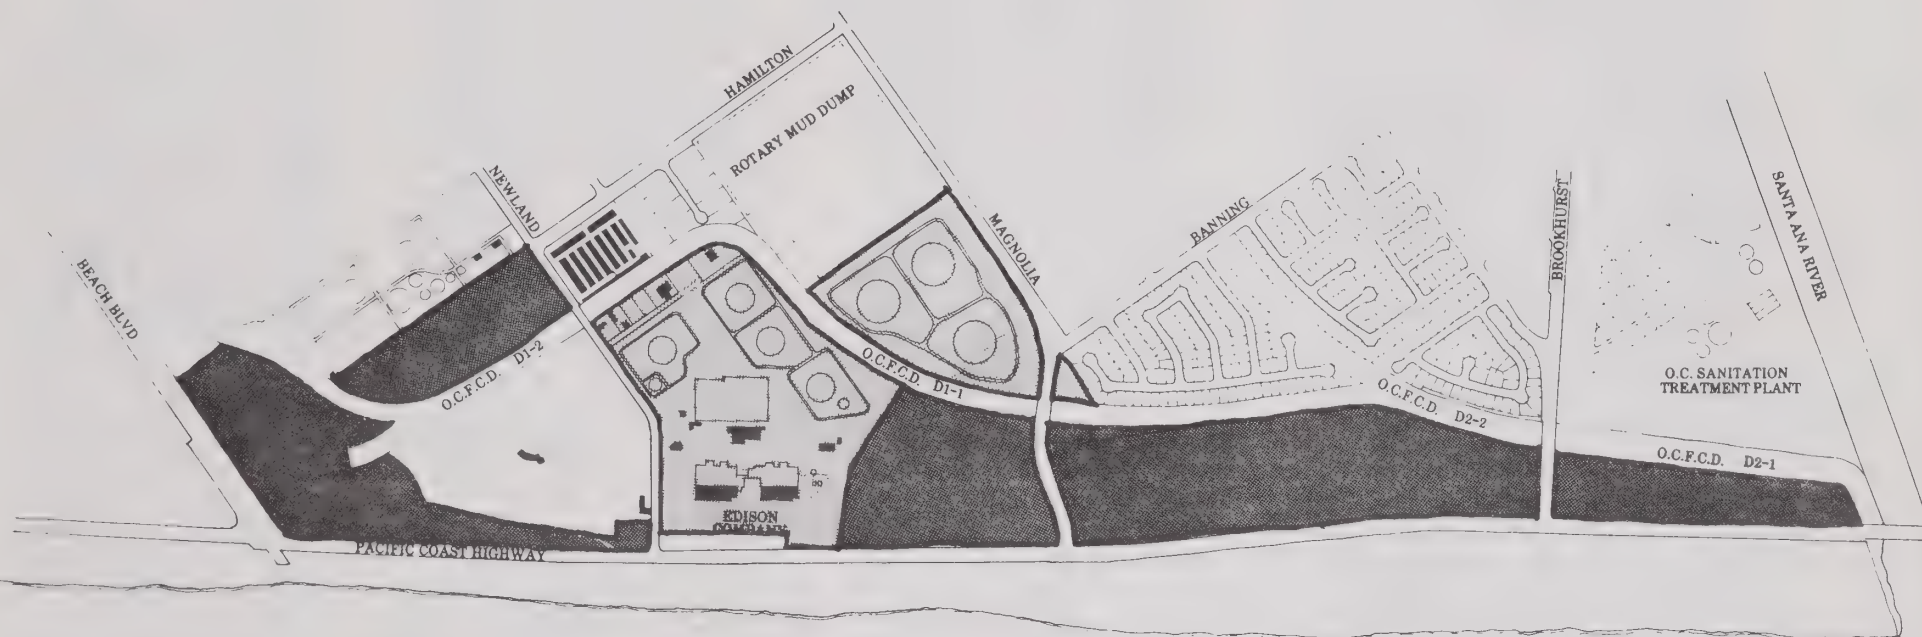 HAMILTON
ROTARY MUD DUMP
NEWLAND
MAGNOLIA
BANNING
BROOKHURST
SANTA ANA RIVER
BEACH BLVD
O.C.F.C.D. D1-2
O.C.F.C.D. D1-1
O.C.F.C.D. D2-2
O.C. SANITATION
TREATMENT PLANT
O.C.F.C.D. D2-1
EDISON
COMPANY
PACIFIC COAST HIGHWAY